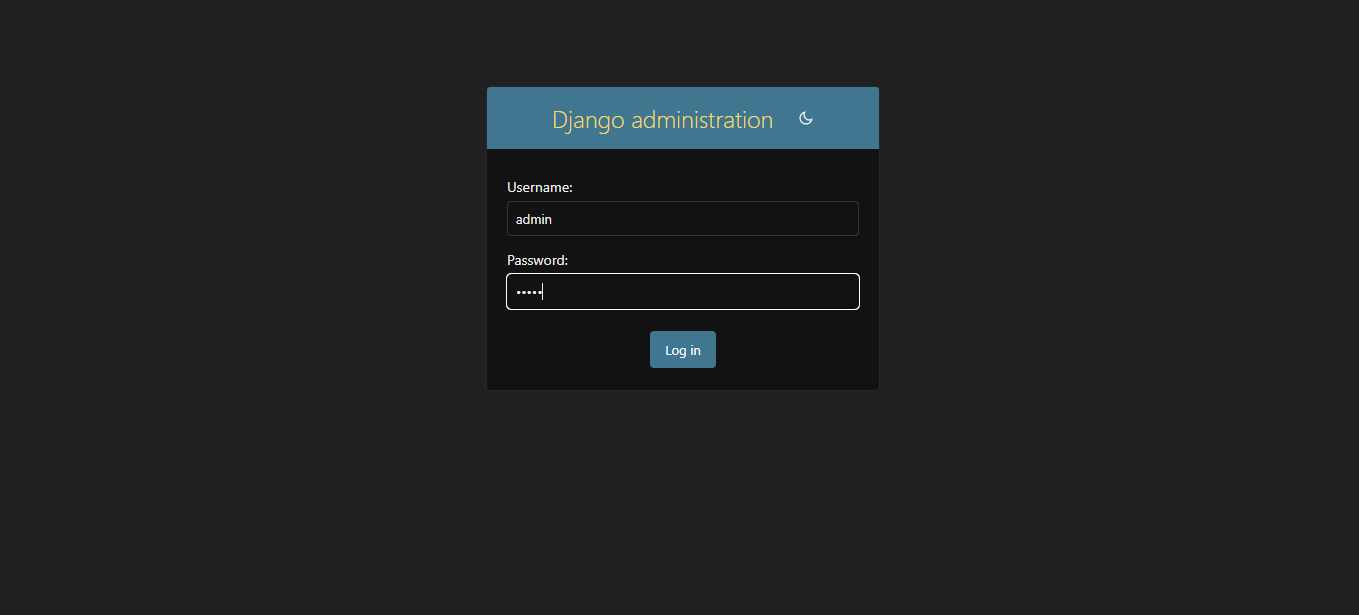 Django administration
Username:
admin
Password:
•••••
Log in